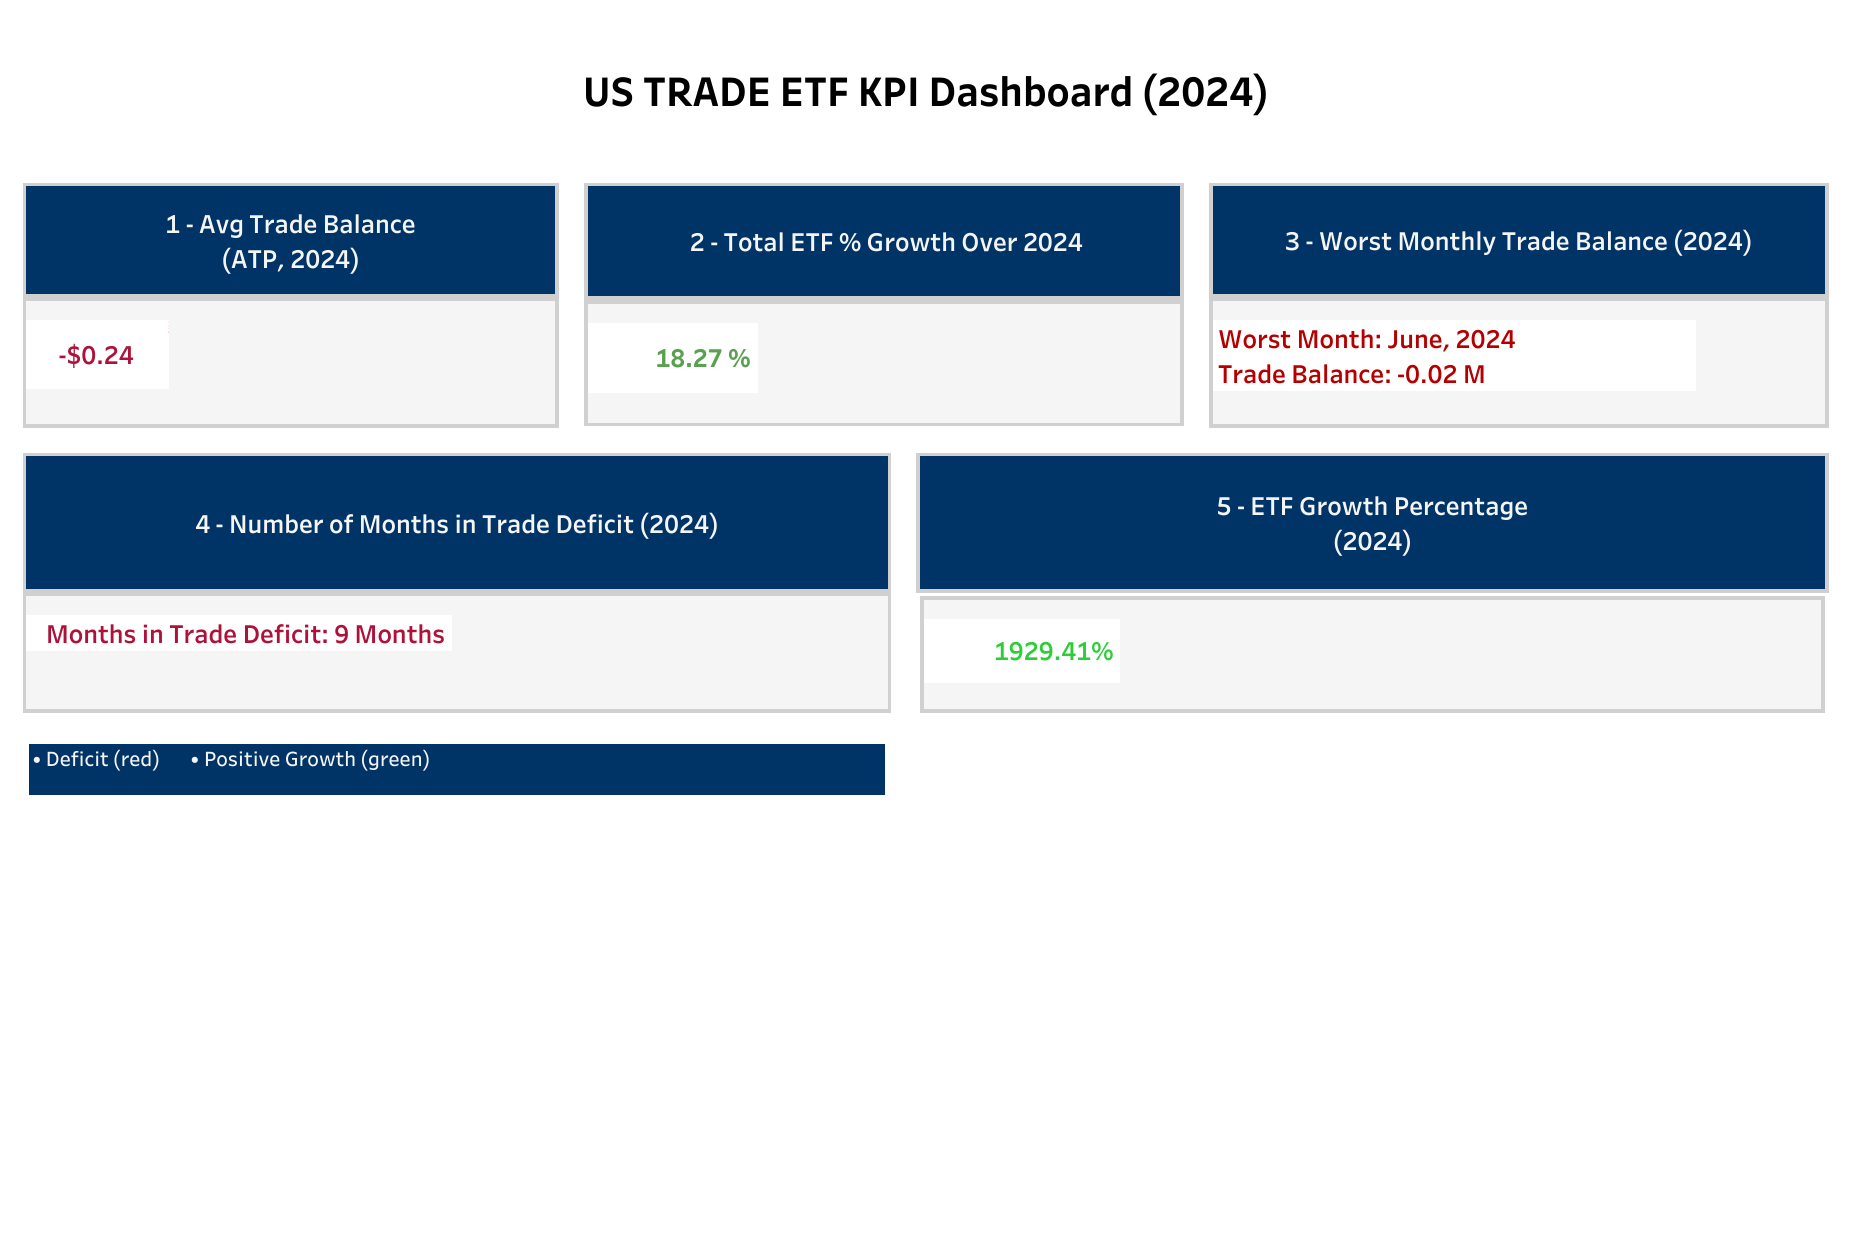 US TRADE ETF KPI Dashboard (2024)
1 - Avg Trade Balance
(ATP, 2024)
2 - Total ETF % Growth Over 2024
3 - Worst Monthly Trade Balance (2024)
-$0.24
18.27 %
Worst Month: June, 2024
Trade Balance: -0.02 M
4 - Number of Months in Trade Deficit (2024)
5 - ETF Growth Percentage
(2024)
Months in Trade Deficit: 9 Months
1929.41%
• Deficit (red) • Positive Growth (green)